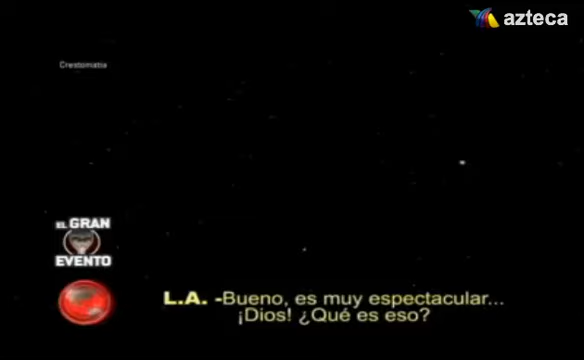 azteca
Crestomatia
EL GRAN
EVENTO
L.A. -Bueno, es muy espectacular...
¡Dios! ¿Qué es eso?